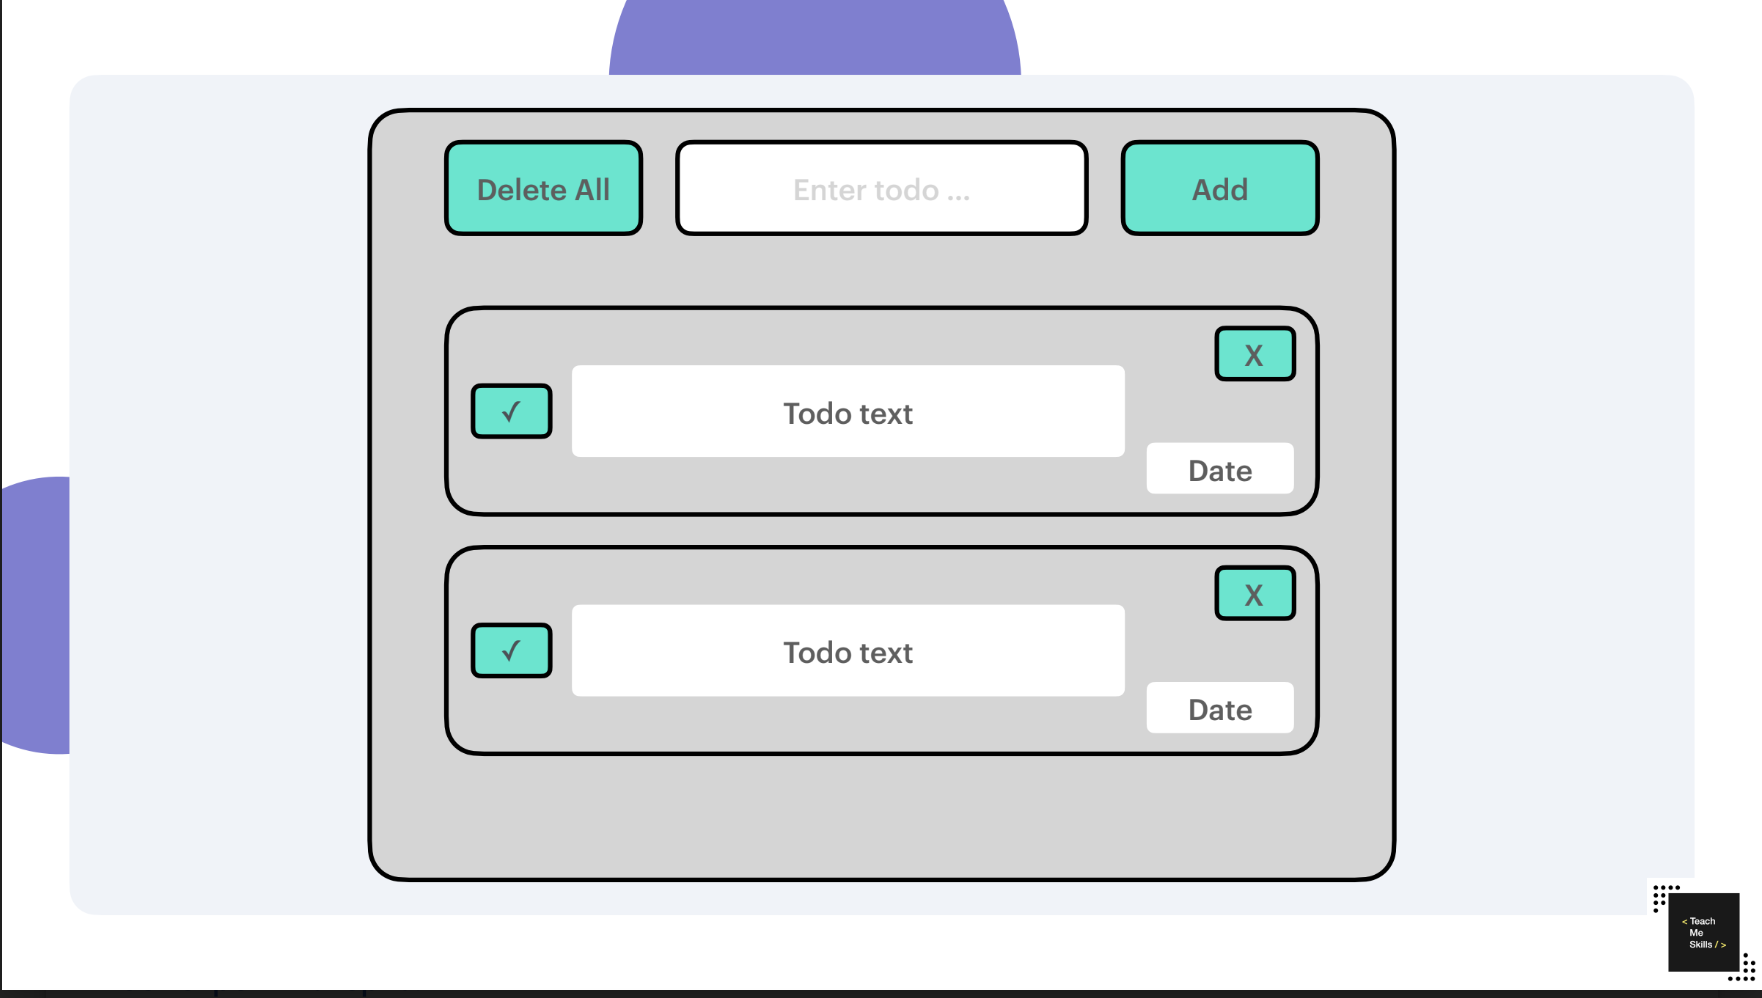 Delete All
Enter todo ...
Add
X
✓
Todo text
Date
X
✓
Todo text
Date
< Teach
Me
Skills / >